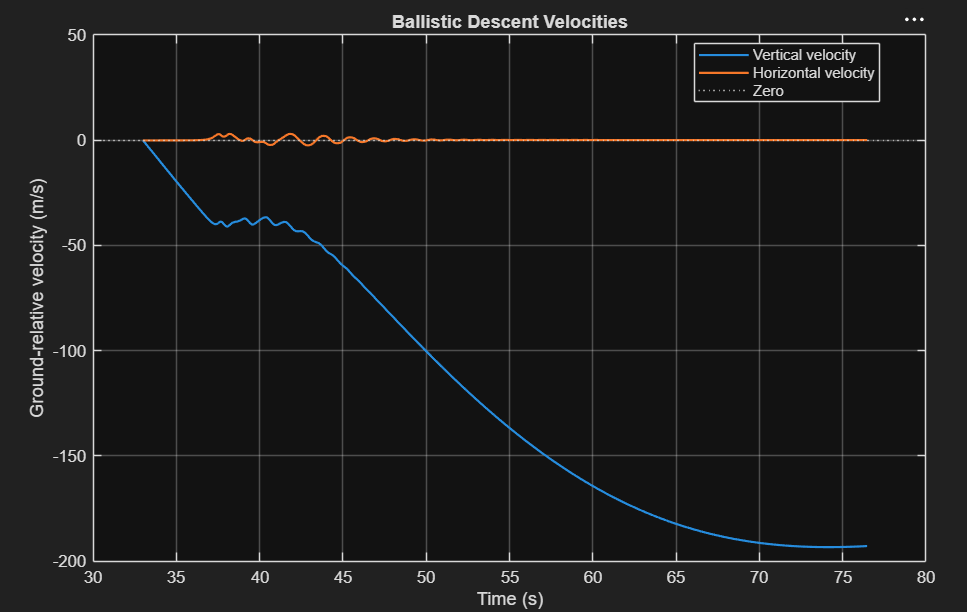 Ballistic Descent Velocities
Vertical velocity
Horizontal velocity
Zero
Ground-relative velocity (m/s)
50
0
-50
-100
-150
-200
30 35 40 45 50 55 60 65 70 75 80
Time (s)